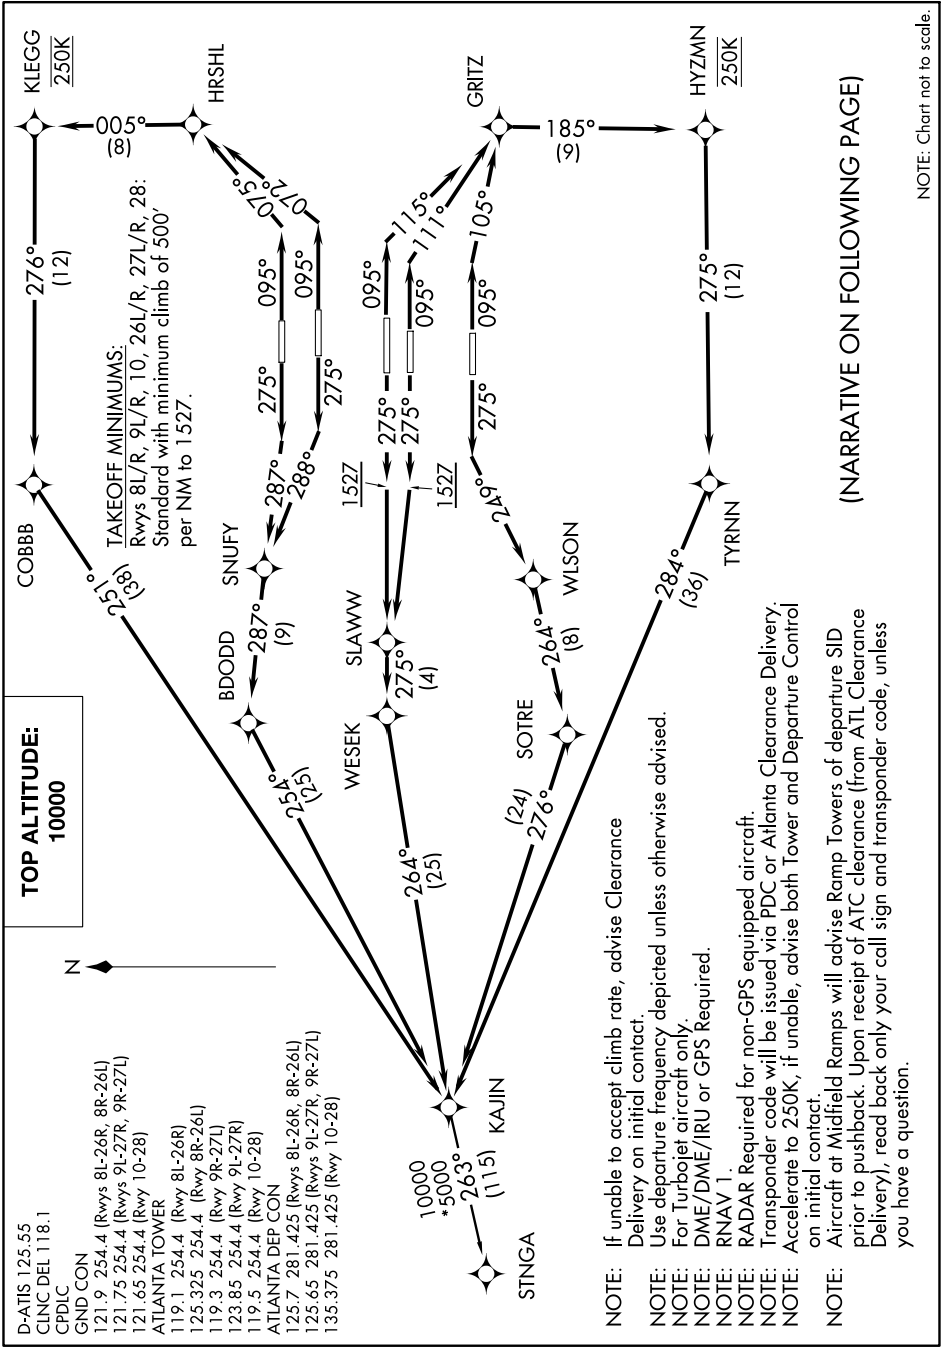 D-ATIS 125.55
CLNC DEL 118.1
CPDLC
GND CON
121.9 254.4 (Rwys 8L-26R, 8R-26L)
121.75 254.4 (Rwys 9L-27R, 9R-27L)
121.65 254.4 (Rwy 10-28)
ATLANTA TOWER
119.1 254.4 (Rwy 8L-26R)
125.325 254.4 (Rwy 8R-26L)
119.3 254.4 (Rwy 9R-27L)
123.85 254.4 (Rwy 9L-27R)
119.5 254.4 (Rwy 10-28)
ATLANTA DEP CON
125.7 281.425 (Rwys 8L-26R, 8R-26L)
125.65 281.425 (Rwys 9L-27R, 9R-27L)
135.375 281.425 (Rwy 10-28)
N
TOP ALTITUDE:
10000
COBBB
276°
(12)
KLEGG
250K
005°
(8)
HRSHL
TAKEOFF MINIMUMS:
Rwys 8L/R, 9L/R, 10, 26L/R, 27L/R, 28:
Standard with minimum climb of 500'
per NM to 1527.
251°
(38)
075°
072°
095°
095°
275°
275°
287°
288°
SNUFY
287°
(9)
BDODD
254°
(25)
GRITZ
115°
111°
105°
095°
095°
095°
275°
275°
275°
1527
1527
SLAWW
275°
(4)
WESEK
264°
(25)
249°
WLSON
264°
(8)
SOTRE
(24)
276°
185°
(9)
HYZMN
250K
275°
(12)
TYRNN
284°
(36)
KAJIN
10000
*5000
263°
(115)
STNGA
NOTE: If unable to accept climb rate, advise Clearance
Delivery on initial contact.
NOTE: Use departure frequency depicted unless otherwise advised.
NOTE: For Turbojet aircraft only.
NOTE: DME/DME/IRU or GPS Required.
NOTE: RNAV 1.
NOTE: RADAR Required for non-GPS equipped aircraft.
NOTE: Transponder code will be issued via PDC or Atlanta Clearance Delivery.
NOTE: Accelerate to 250K, if unable, advise both Tower and Departure Control
on initial contact.
NOTE: Aircraft at Midfield Ramps will advise Ramp Towers of departure SID
prior to pushback. Upon receipt of ATC clearance (from ATL Clearance
Delivery), read back only your call sign and transponder code, unless
you have a question.
(NARRATIVE ON FOLLOWING PAGE)
NOTE: Chart not to scale.